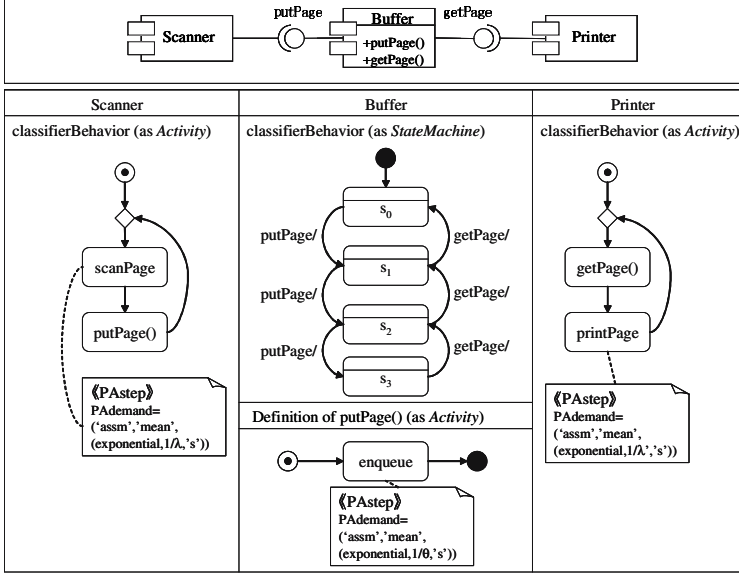 putPage
Buffer
getPage
Scanner
+putPage()
+getPage()
Printer
Scanner
Buffer
Printer
classifierBehavior (as Activity)
classifierBehavior (as StateMachine)
classifierBehavior (as Activity)
scanPage
putPage()
《PAstep》
PAdemand=
(‘assm’,’mean’,
(exponential,1/λ,’s’))
s0
putPage/
getPage/
s1
putPage/
getPage/
s2
putPage/
getPage/
s3
Definition of putPage() (as Activity)
enqueue
《PAstep》
PAdemand=
(‘assm’,’mean’,
(exponential,1/θ,’s’))
getPage()
printPage
《PAstep》
PAdemand=
(‘assm’,’mean’,
(exponential,1/λ’,’s’))